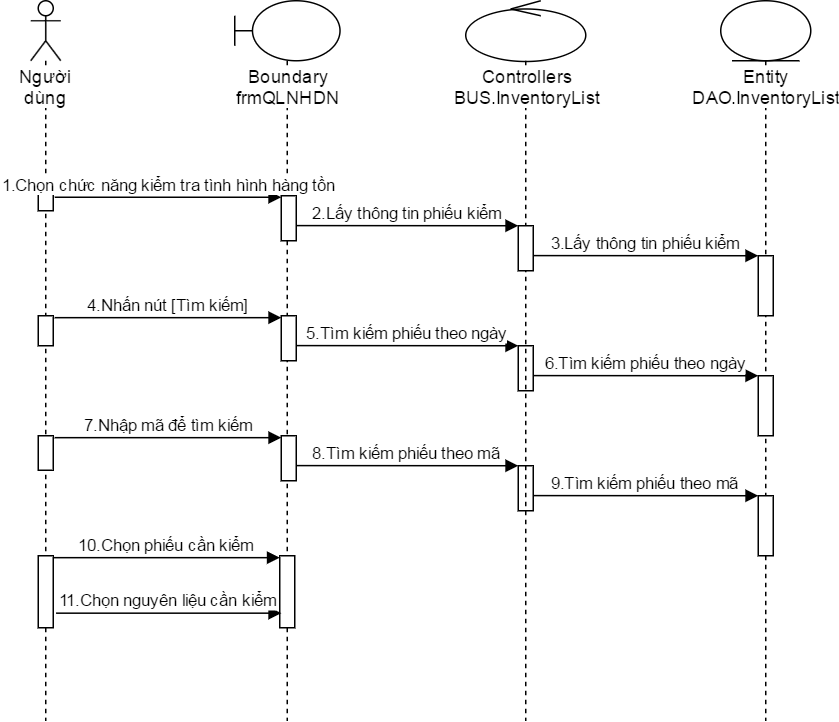 Người
dùng
Boundary
frmQLNHDN
Controllers
BUS.InventoryList
Entity
DAO.InventoryList
1.Chọn chức năng kiểm tra tình hình hàng tồn
2.Lấy thông tin phiếu kiểm
3.Lấy thông tin phiếu kiểm
4.Nhấn nút [Tìm kiếm]
5.Tìm kiếm phiếu theo ngày
6.Tìm kiếm phiếu theo ngày
7.Nhập mã để tìm kiếm
8.Tìm kiếm phiếu theo mã
9.Tìm kiếm phiếu theo mã
10.Chọn phiếu cần kiểm
11.Chọn nguyên liệu cần kiểm